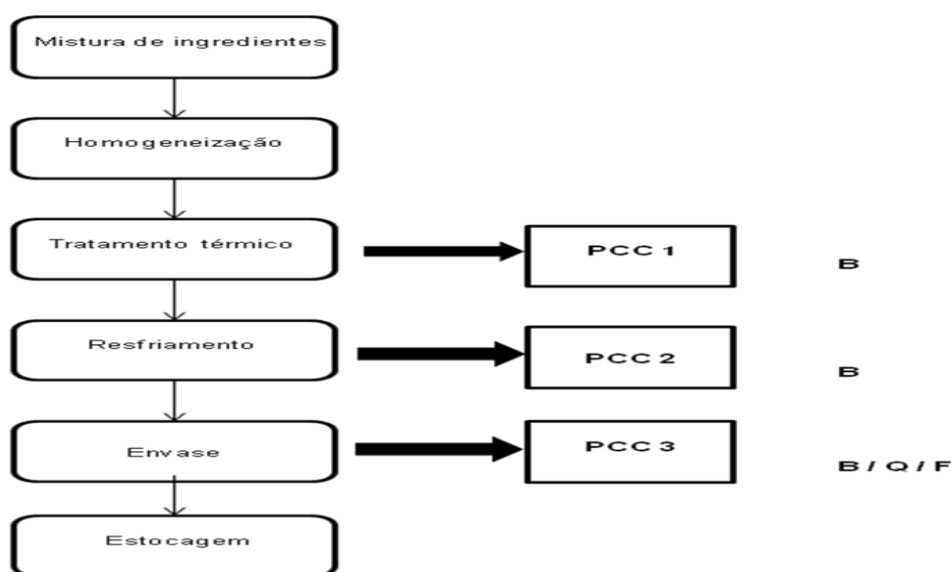 Mistura de ingredientes
Homogeneização
Tratamento térmico
PCC 1
B
Resfriamento
PCC 2
B
Envase
PCC 3
B / Q / F
Estocagem